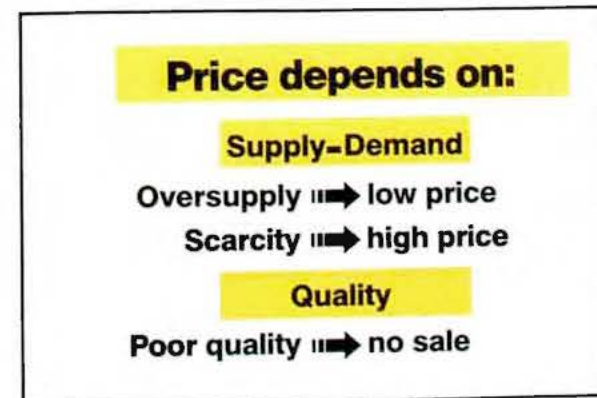 Price depends on:
Supply-Demand
Oversupply ➡ low price
Scarcity ➡ high price
Quality
Poor quality ➡ no sale